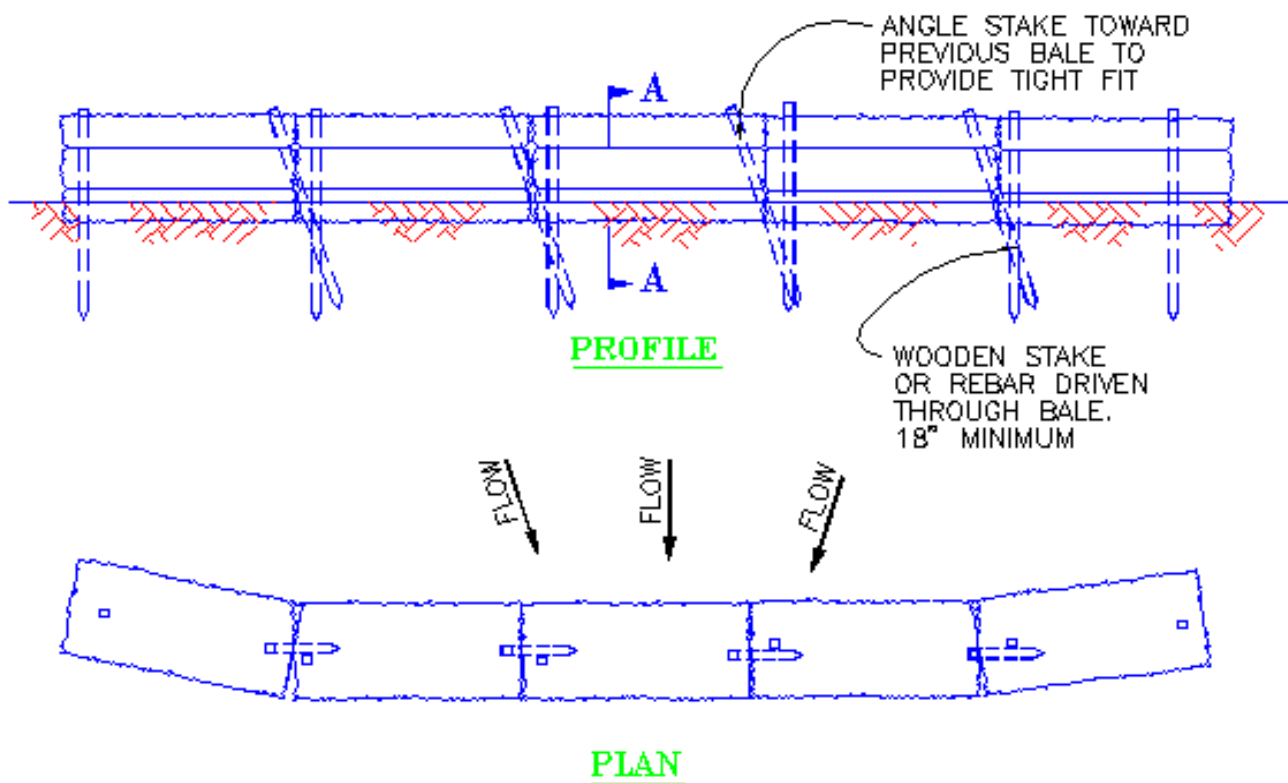 ANGLE STAKE TOWARD
PREVIOUS BALE TO
PROVIDE TIGHT FIT
A
A
PROFILE
WOODEN STAKE
OR REBAR DRIVEN
THROUGH BALE.
18" MINIMUM
FLOW
FLOW
FLOW
PLAN